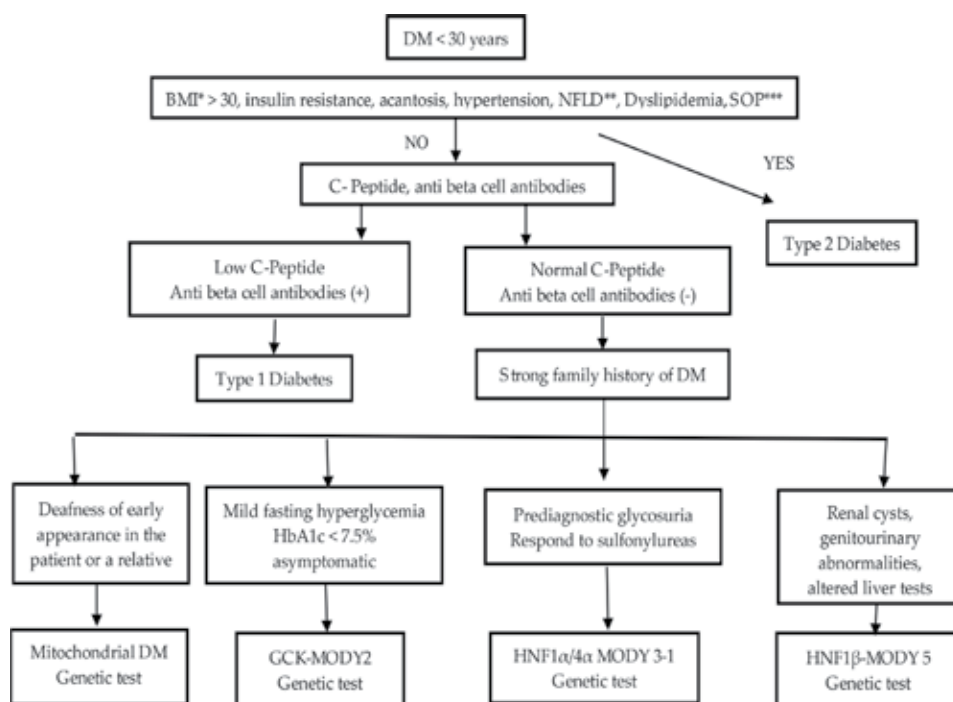 DM < 30 years
BMI* > 30, insulin resistance, acantosis, hypertension, NFLD**, Dyslipidemia, SOP***
NO
YES
C- Peptide, anti beta cell antibodies
Type 2 Diabetes
Low C-Peptide
Anti beta cell antibodies (+)
Normal C-Peptide
Anti beta cell antibodies (-)
Type 1 Diabetes
Strong family history of DM
Deafness of early
appearance in the
patient or a relative
Mild fasting hyperglycemia
HbA1c < 7.5%
asymptomatic
Prediagnostic glycosuria
Respond to sulfonylureas
Renal cysts,
genitourinary
abnormalities,
altered liver tests
Mitochondrial DM
Genetic test
GCK-MODY2
Genetic test
HNF1α/4α MODY 3-1
Genetic test
HNF1β-MODY 5
Genetic test